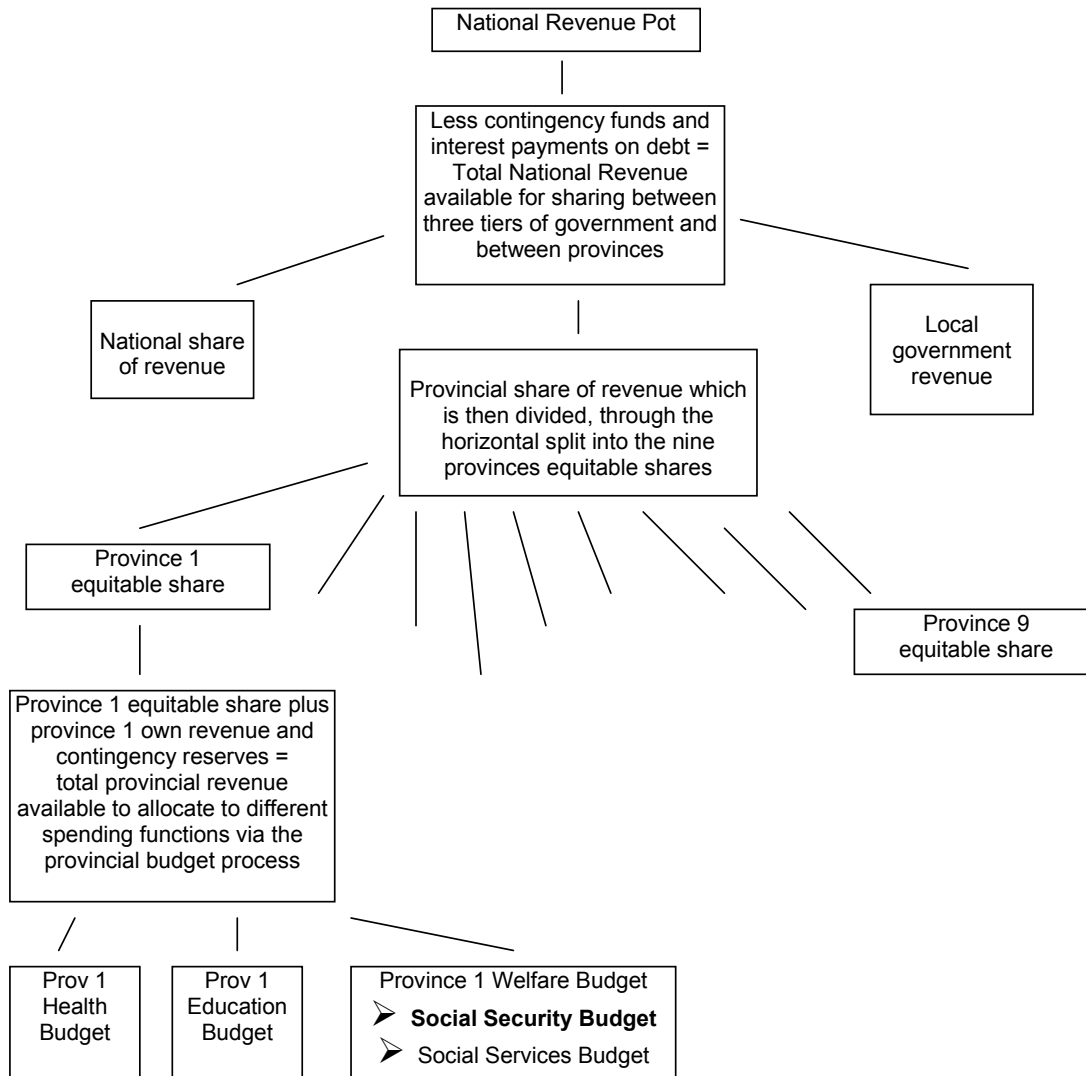 National Revenue Pot
Less contingency funds and
interest payments on debt =
Total National Revenue
available for sharing between
three tiers of government and
between provinces
National share
of revenue
Provincial share of revenue which
is then divided, through the
horizontal split into the nine
provinces equitable shares
Local
government
revenue
Province 1
equitable share
Province 9
equitable share
Province 1 equitable share plus
province 1 own revenue and
contingency reserves =
total provincial revenue
available to allocate to different
spending functions via the
provincial budget process
Prov 1
Health
Budget
Prov 1
Education
Budget
Province 1 Welfare Budget
Social Security Budget
Social Services Budget